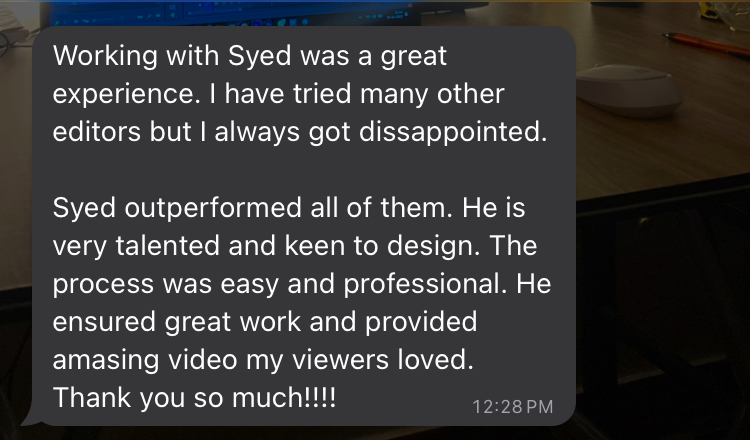 Working with Syed was a great
experience. I have tried many other
editors but I always got dissappointed.
Syed outperformed all of them. He is
very talented and keen to design. The
process was easy and professional. He
ensured great work and provided
amasing video my viewers loved.
Thank you so much!!!!
12:28 PM